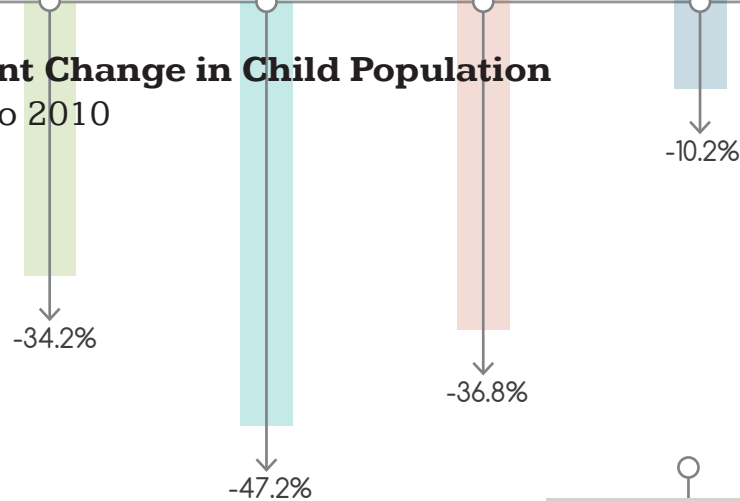 nt Change in Child Population
o 2010
-10.2%
-34.2%
-36.8%
-47.2%